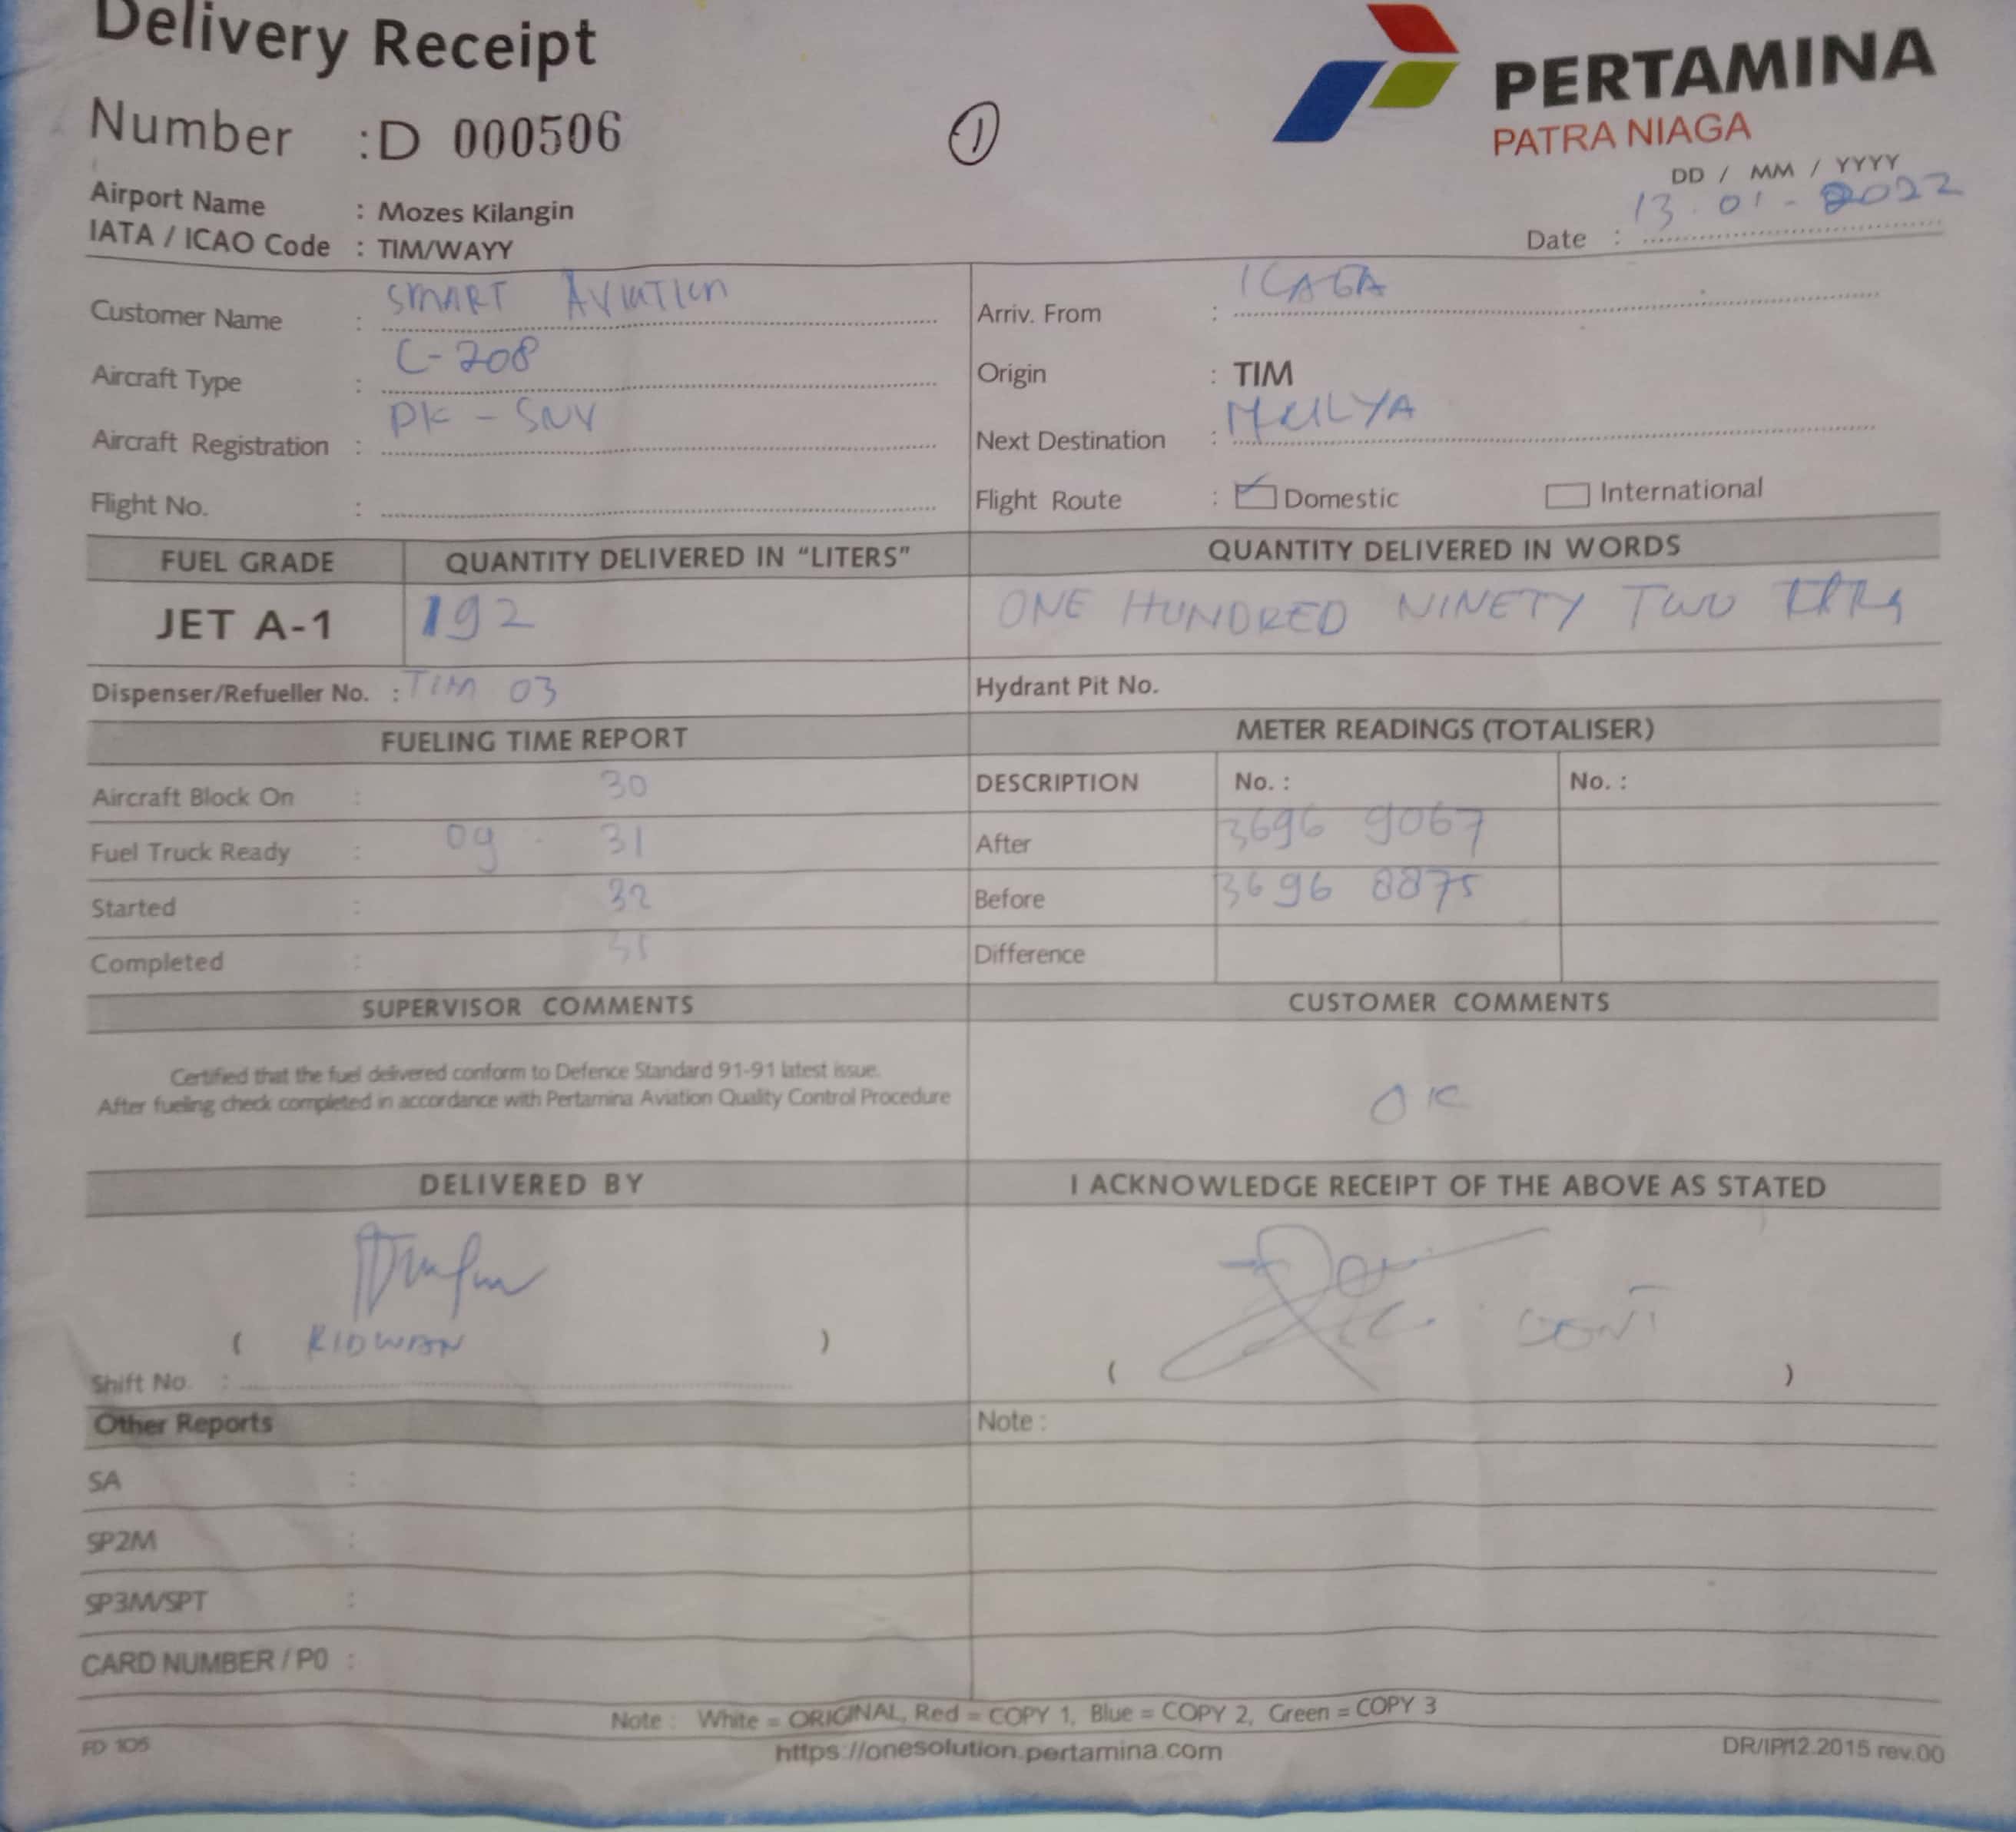 Delivery Receipt
PERTAMINA
PATRA NIAGA
Number : D 000506
1
DD / MM / YYYY
Date : 13 . 01 - 2022
Airport Name : Mozes Kilangin
IATA / ICAO Code : TIM/WAYY
Customer Name : SMART AVIATION
Arriv. From : ILAGA
Aircraft Type : C-208
Origin : TIM
Aircraft Registration : PK - SNV
Next Destination : MULYA
Flight No. :
Flight Route : Domestic International
FUEL GRADE QUANTITY DELIVERED IN "LITERS" QUANTITY DELIVERED IN WORDS
JET A-1 192 ONE HUNDRED NINETY TWO
Dispenser/Refueller No. : TIM 03 Hydrant Pit No.
FUELING TIME REPORT METER READINGS (TOTALISER)
Aircraft Block On : 30 DESCRIPTION No. : No. :
Fuel Truck Ready : 09 . 31 After 3696 9067
Started : 32 Before 3696 8875
Completed : 35 Difference
SUPERVISOR COMMENTS CUSTOMER COMMENTS
Certified that the fuel delivered conform to Defence Standard 91-91 latest issue.
After fueling check completed in accordance with Pertamina Aviation Quality Control Procedure
OK
DELIVERED BY I ACKNOWLEDGE RECEIPT OF THE ABOVE AS STATED
( RIDWAN )
( )
Shift No. :
Other Reports Note :
SA :
SP2M :
SP3M/SPT :
CARD NUMBER / P0 :
Note : White = ORIGINAL, Red = COPY 1, Blue = COPY 2, Green = COPY 3
FD 105 https://onesolution.pertamina.com DR/IP/12.2015 rev.00